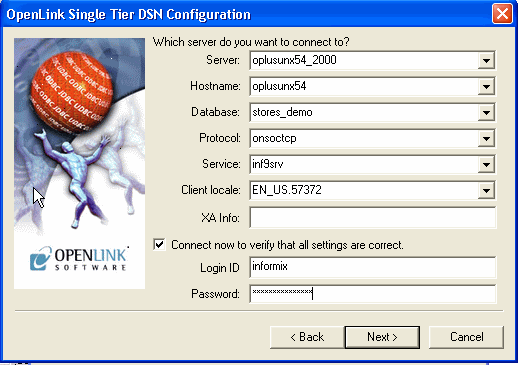 OpenLink Single Tier DSN Configuration
Which server do you want to connect to?
Server: oplusunx54_2000
Hostname: oplusunx54
Database: stores_demo
Protocol: onsoctcp
Service: inf9srv
Client locale: EN_US.57372
XA Info:
Connect now to verify that all settings are correct.
Login ID informix
Password: xxxxxxxxxxxxxx
OPENLINK
SOFTWARE
< Back Next > Cancel